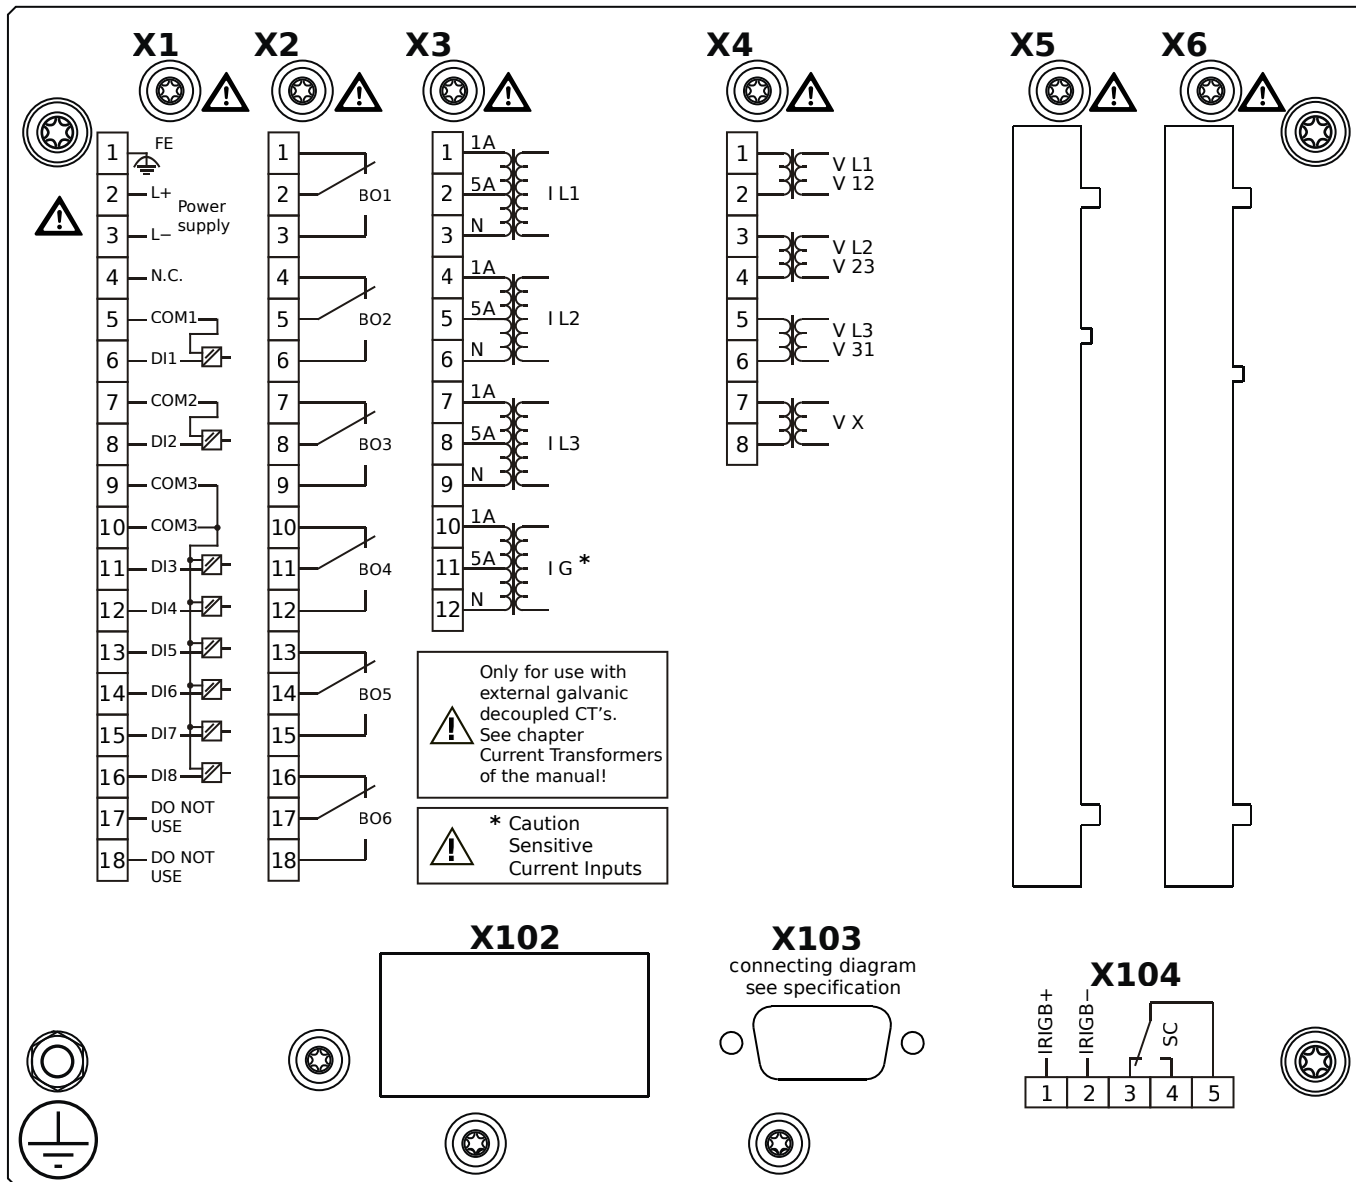 X1
X2
X3
X4
X5
X6
1
FE
2
L+
Power
supply
3
L−
4
N.C.
5
COM1
6
DI1
7
COM2
8
DI2
9
COM3
10
COM3
11
DI3
12
DI4
13
DI5
14
DI6
15
DI7
16
DI8
17
DO NOT
USE
18
DO NOT
USE
1
2
BO1
3
4
5
BO2
6
7
8
BO3
9
10
11
BO4
12
13
14
BO5
15
16
17
BO6
18
1
1A
2
5A
I L1
3
N
4
1A
5
5A
I L2
6
N
7
1A
8
5A
I L3
9
N
10
1A
11
5A
I G *
12
N
1
V L1
2
V 12
3
V L2
4
V 23
5
V L3
6
V 31
7
V X
8
Only for use with
external galvanic
decoupled CT's.
See chapter
Current Transformers
of the manual!
* Caution
Sensitive
Current Inputs
X102
X103
connecting diagram
see specification
X104
IRIGB+
IRIGB−
SC
1 2 3 4 5